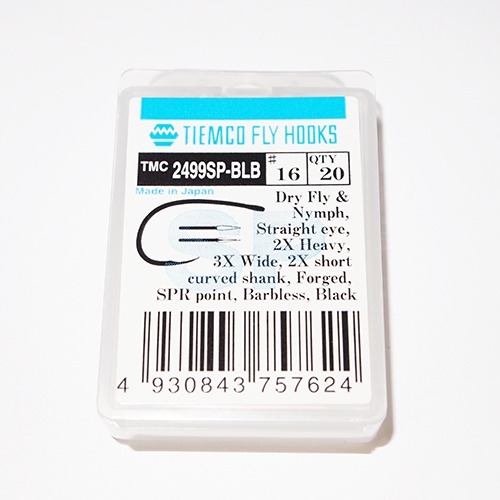 TIEMCO FLY HOOKS
TMC 2499SP-BLB # 16 QTY 20
Made in Japan
SP
Dry Fly &
Nymph,
Straight eye,
2X Heavy,
3X Wide, 2X short
curved shank, Forged,
SPR point, Barbless, Black
4 930843 757624